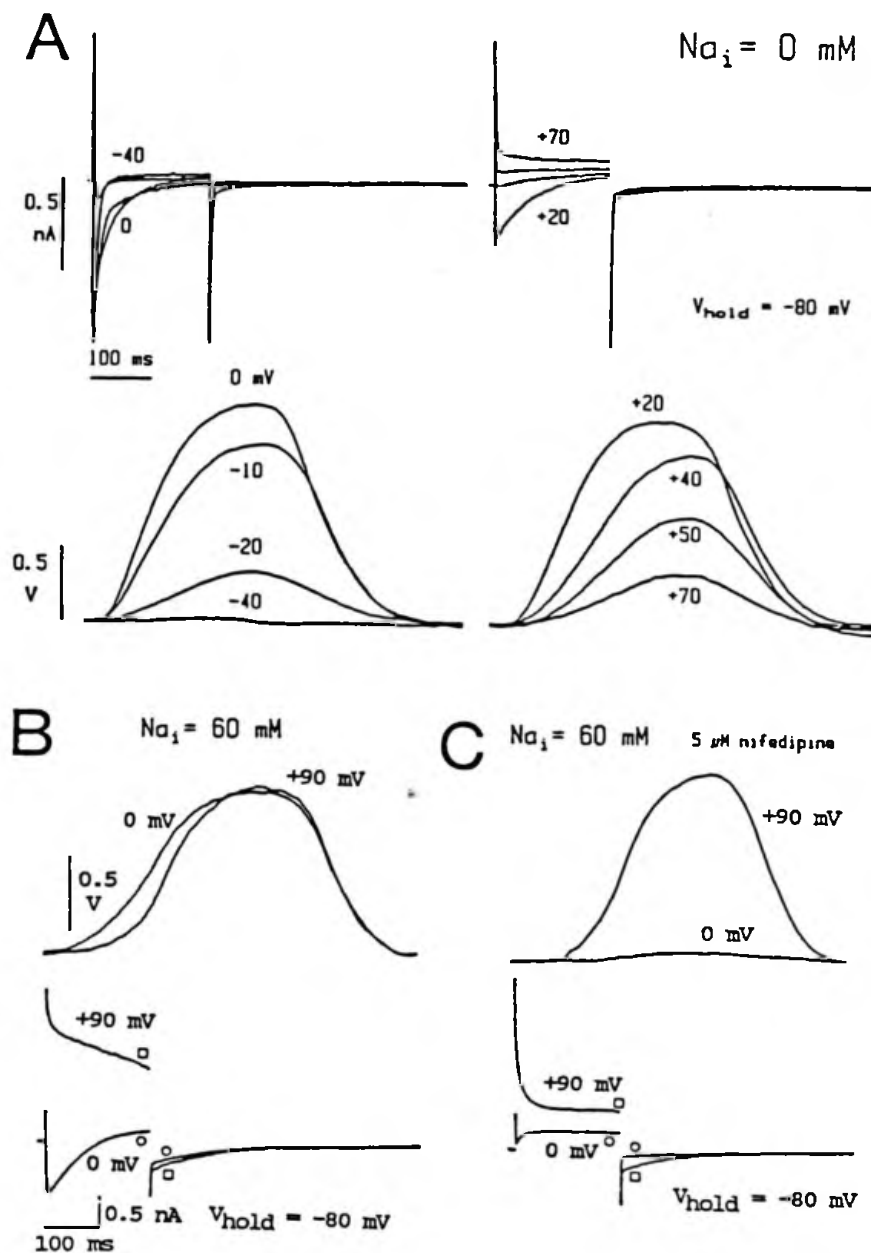 A
Na_i = 0 mM
-40
0
0.5
nA
+70
+20
V_hold = -80 mV
100 ms
0 mV
-10
-20
-40
0.5
V
+20
+40
+50
+70
B
Na_i = 60 mM
+90 mV
0 mV
0.5
V
+90 mV
0 mV
0.5 nA
V_hold = -80 mV
100 ms
C
Na_i = 60 mM
5 µM nifedipine
+90 mV
0 mV
+90 mV
0 mV
V_hold = -80 mV